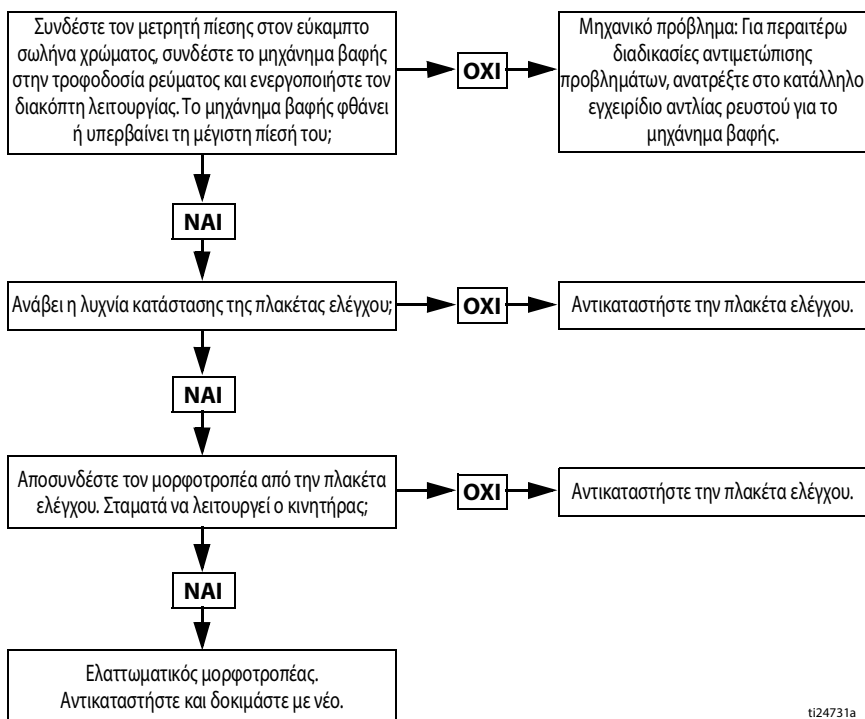 Συνδέστε τον μετρητή πίεσης στον εύκαμπτο
σωλήνα χρώματος, συνδέστε το μηχάνημα βαφής
στην τροφοδοσία ρεύματος και ενεργοποιήστε τον
διακόπτη λειτουργίας. Το μηχάνημα βαφής φθάνει
ή υπερβαίνει τη μέγιστη πίεσή του;
ΟΧΙ
Μηχανικό πρόβλημα: Για περαιτέρω
διαδικασίες αντιμετώπισης
προβλημάτων, ανατρέξτε στο κατάλληλο
εγχειρίδιο αντλίας ρευστού για το
μηχάνημα βαφής.
ΝΑΙ
Ανάβει η λυχνία κατάστασης της πλακέτας ελέγχου;
ΟΧΙ
Αντικαταστήστε την πλακέτα ελέγχου.
ΝΑΙ
Αποσυνδέστε τον μορφοτροπέα από την πλακέτα
ελέγχου. Σταματά να λειτουργεί ο κινητήρας;
ΟΧΙ
Αντικαταστήστε την πλακέτα ελέγχου.
ΝΑΙ
Ελαττωματικός μορφοτροπέας.
Αντικαταστήστε και δοκιμάστε με νέο.
ti24731a